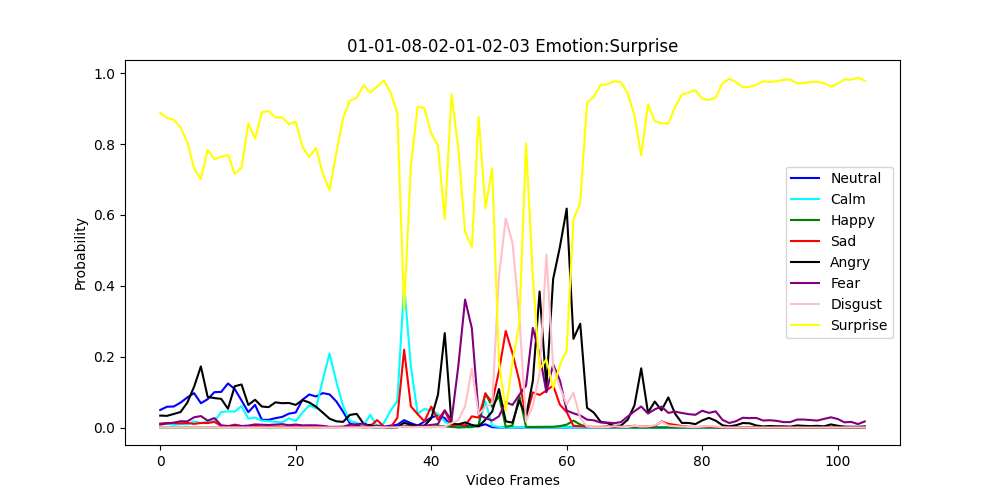 01-01-08-02-01-02-03 Emotion:Surprise
Probability
1.0
0.8
0.6
0.4
0.2
0.0
0 20 40 60 80 100
Video Frames
Neutral
Calm
Happy
Sad
Angry
Fear
Disgust
Surprise